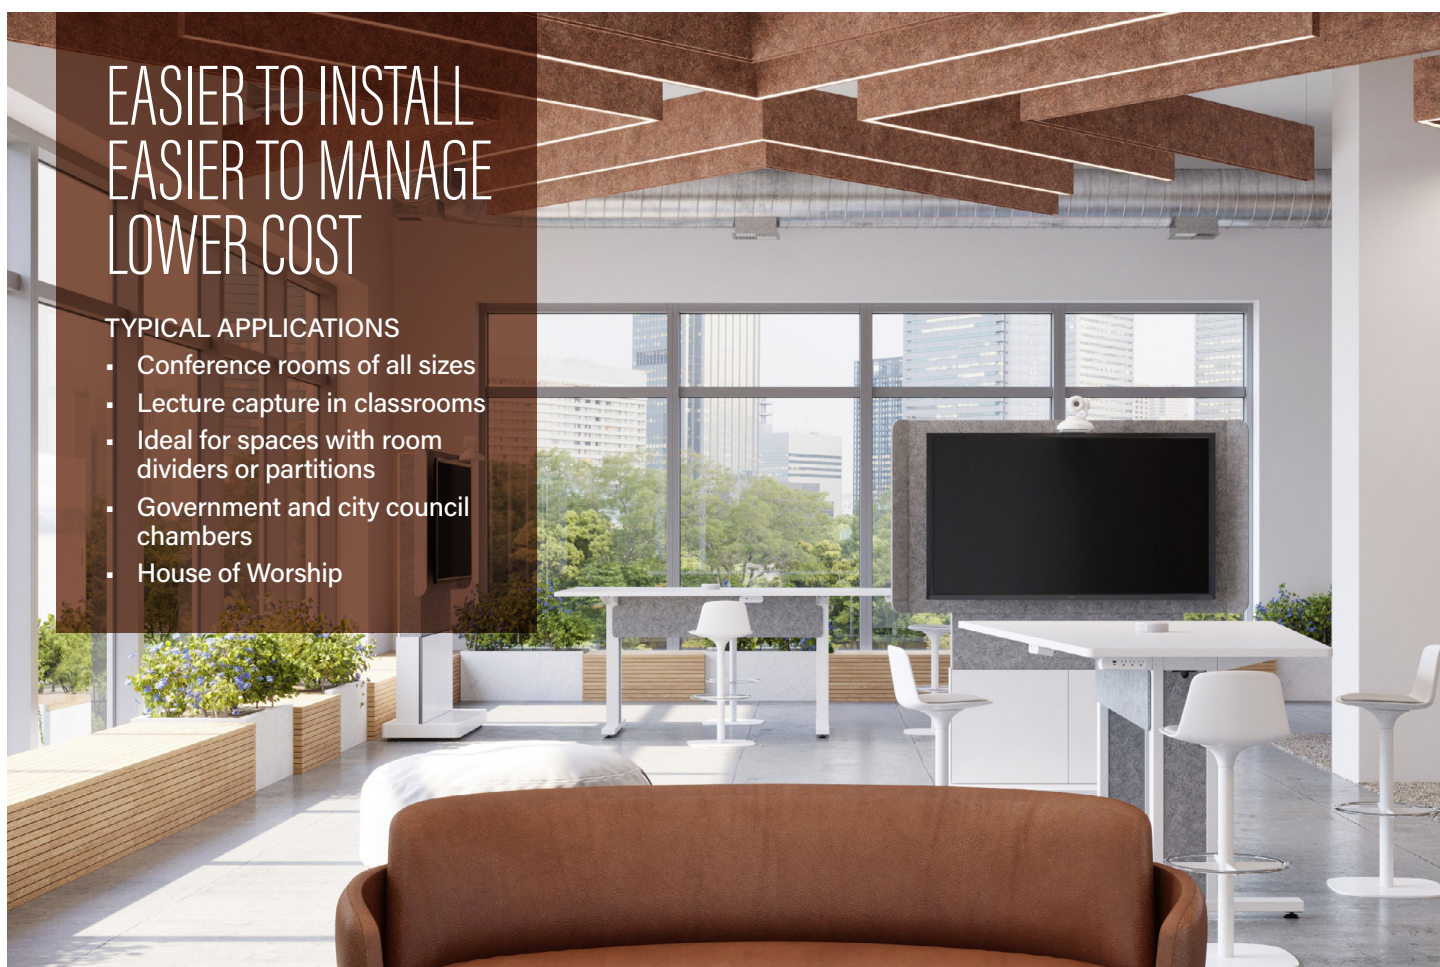 EASIER TO INSTALL
EASIER TO MANAGE
LOWER COST
TYPICAL APPLICATIONS
▪ Conference rooms of all sizes
▪ Lecture capture in classrooms
▪ Ideal for spaces with room
dividers or partitions
▪ Government and city council
chambers
▪ House of Worship